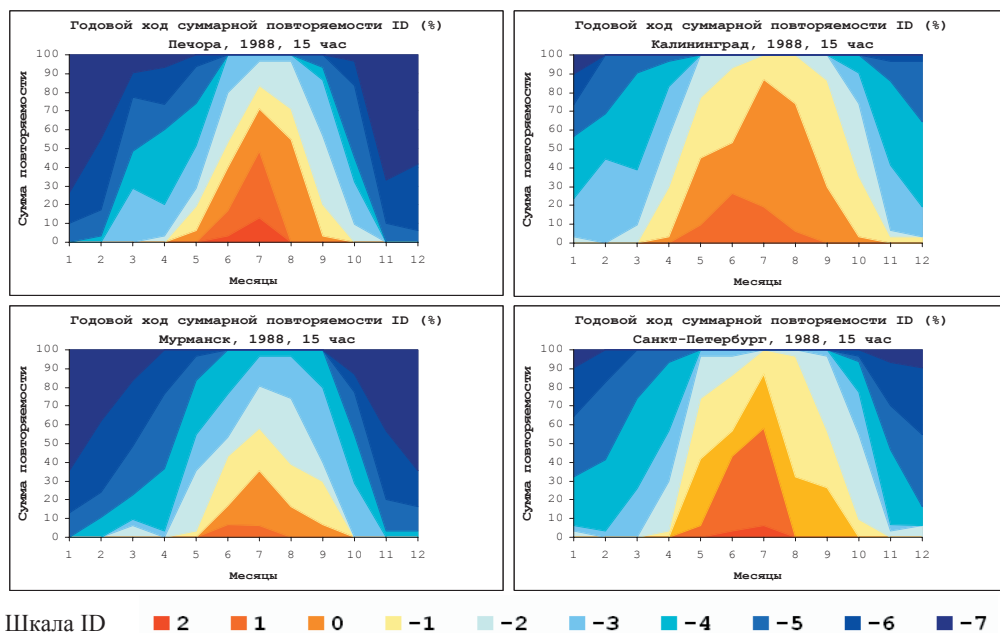 Годовой ход суммарной повторяемости ID (%)
Печора, 1988, 15 час
Сумма повторяемости
100
90
80
70
60
50
40
30
20
10
0
1 2 3 4 5 6 7 8 9 10 11 12
Месяцы
Годовой ход суммарной повторяемости ID (%)
Калининград, 1988, 15 час
Сумма повторяемости
100
90
80
70
60
50
40
30
20
10
0
1 2 3 4 5 6 7 8 9 10 11 12
Месяцы
Годовой ход суммарной повторяемости ID (%)
Мурманск, 1988, 15 час
Сумма повторяемости
100
90
80
70
60
50
40
30
20
10
0
1 2 3 4 5 6 7 8 9 10 11 12
Месяцы
Годовой ход суммарной повторяемости ID (%)
Санкт-Петербург, 1988, 15 час
Сумма повторяемости
100
90
80
70
60
50
40
30
20
10
0
1 2 3 4 5 6 7 8 9 10 11 12
Месяцы
Шкала ID 2 1 0 -1 -2 -3 -4 -5 -6 -7